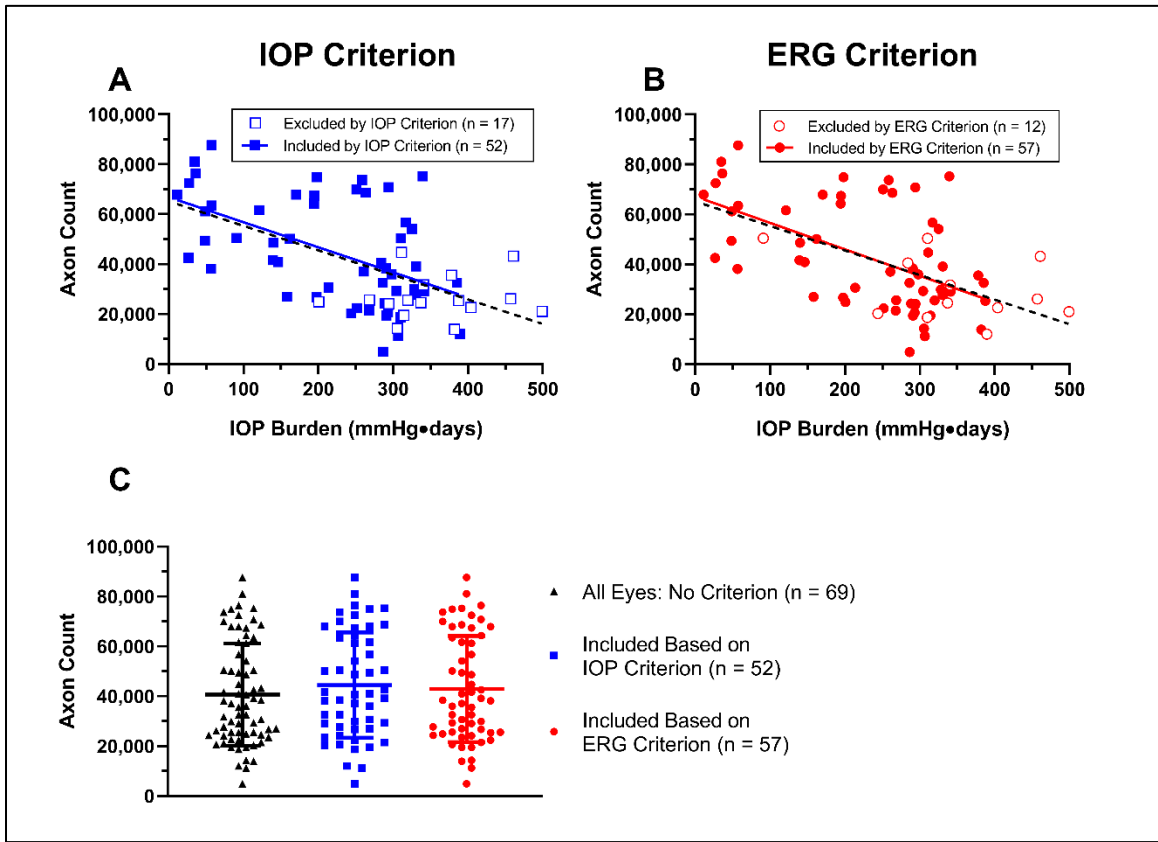 IOP Criterion
ERG Criterion
A
B
100,000
80,000
60,000
40,000
20,000
0
Axon Count
Excluded by IOP Criterion (n = 17)
Included by IOP Criterion (n = 52)
0
100
200
300
400
500
IOP Burden (mmHg•days)
100,000
80,000
60,000
40,000
20,000
0
Axon Count
Excluded by ERG Criterion (n = 12)
Included by ERG Criterion (n = 57)
0
100
200
300
400
500
IOP Burden (mmHg•days)
C
100,000
80,000
60,000
40,000
20,000
0
Axon Count
All Eyes: No Criterion (n = 69)
Included Based on
IOP Criterion (n = 52)
Included Based on
ERG Criterion (n = 57)